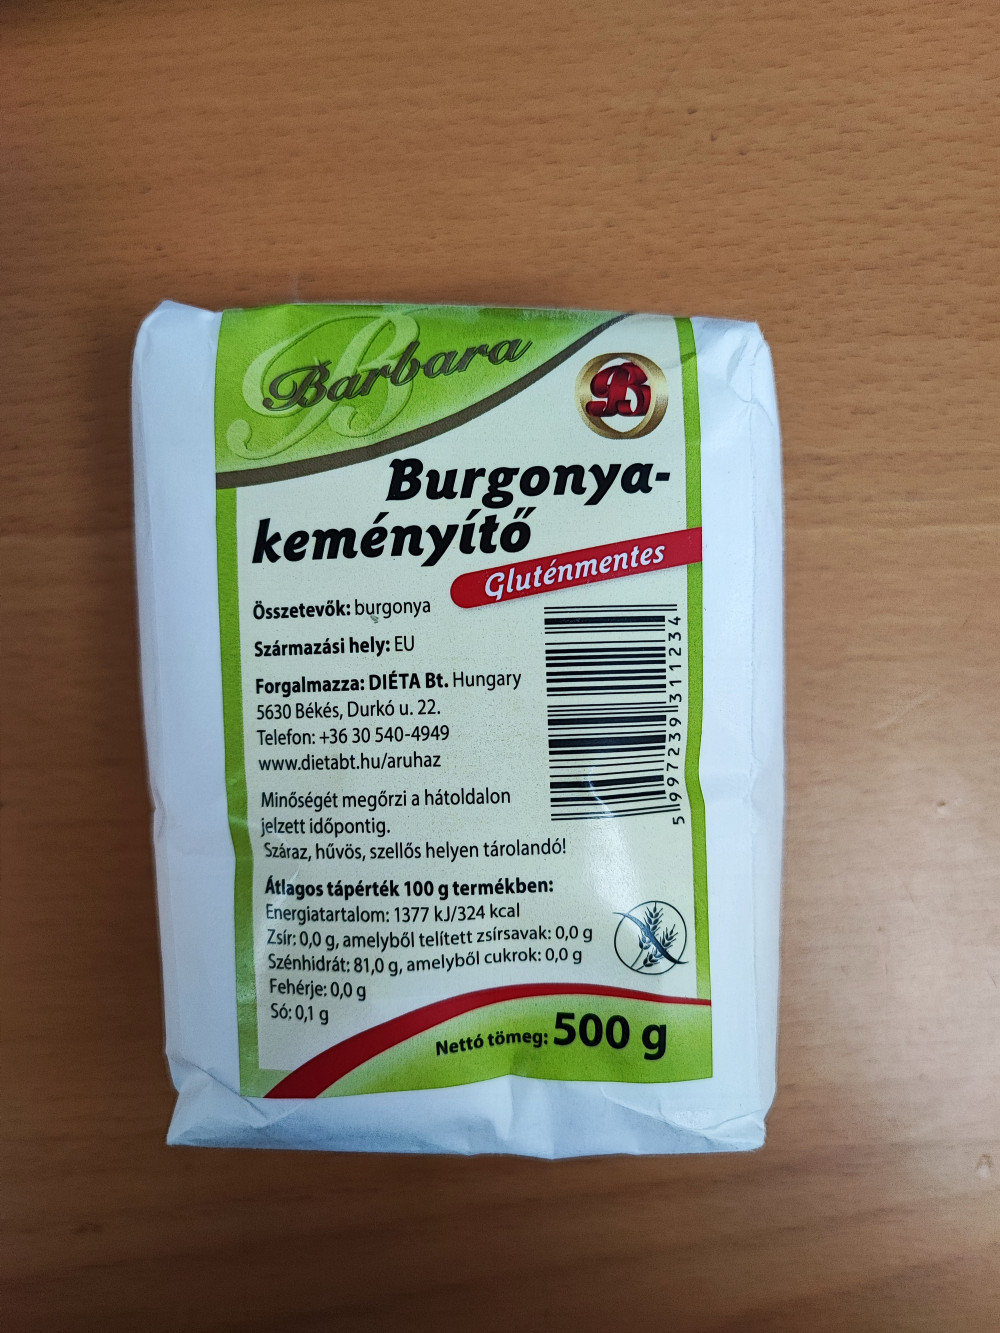 Barbara
B
Burgonya-
keményítő
Gluténmentes
Összetevők: burgonya
Származási hely: EU
Forgalmazza: DIÉTA Bt. Hungary
5630 Békés, Durkó u. 22.
Telefon: +36 30 540-4949
www.dietabt.hu/aruhaz
5 997239 311234
Minőségét megőrzi a hátoldalon
jelzett időpontig.
Száraz, hűvös, szellős helyen tárolandó!
Átlagos tápérték 100 g termékben:
Energiatartalom: 1377 kJ/324 kcal
Zsír: 0,0 g, amelyből telített zsírsavak: 0,0 g
Szénhidrát: 81,0 g, amelyből cukrok: 0,0 g
Fehérje: 0,0 g
Só: 0,1 g
Nettó tömeg: 500 g